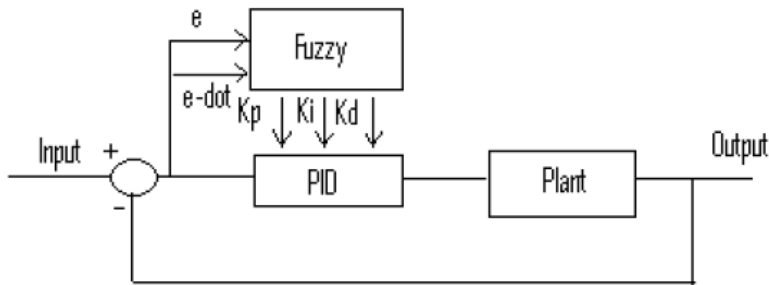 e
Fuzzy
e-dot
Kp Ki Kd
Input
+
-
PID
Plant
Output